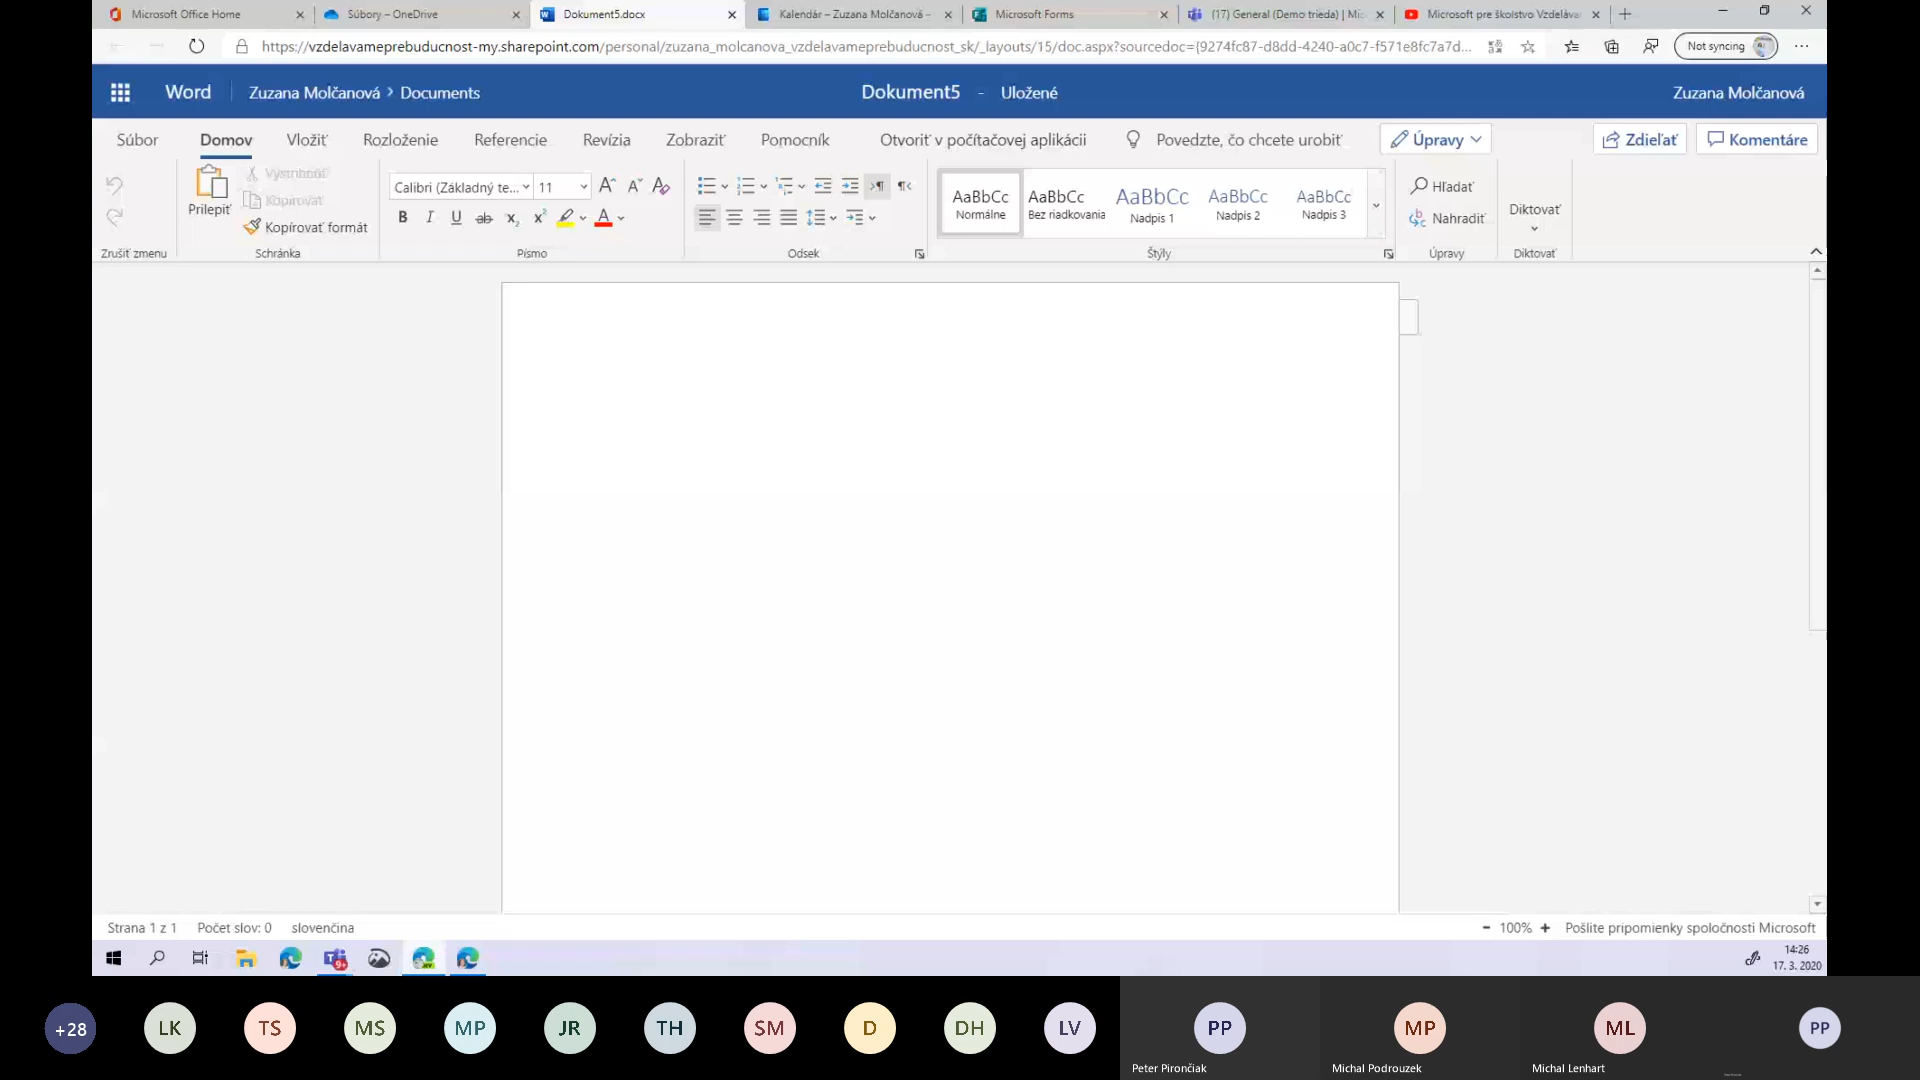 Microsoft Office Home
Súbory – OneDrive
Dokument5.docx
Kalendár – Zuzana Molčanová –
Microsoft Forms
(17) General (Demo trieda) | Mic
Microsoft pre školstvo Vzdeláva
https://vzdelavameprebuducnost-my.sharepoint.com/personal/zuzana_molcanova_vzdelavameprebuducnost_sk/_layouts/15/doc.aspx?sourcedoc={9274fc87-d8dd-4240-a0c7-f571e8fc7a7d...
Not syncing
Word
Zuzana Molčanová > Documents
Dokument5 - Uložené
Zuzana Molčanová
Súbor Domov Vložiť Rozloženie Referencie Revízia Zobraziť Pomocník Otvoriť v počítačovej aplikácii Povedzte, čo chcete urobiť Úpravy Zdieľať Komentáre
Prilepiť
Vystrihnúť
Kopírovať
Kopírovať formát
Calibri (Základný te... 11
AaBbCc AaBbCc AaBbCc AaBbCc AaBbCc
Normálne Bez riadkovania Nadpis 1 Nadpis 2 Nadpis 3
Hľadať
Nahradiť
Diktovať
Zrušiť zmenu Schránka Písmo Odsek Štýly Úpravy Diktovať
Strana 1 z 1 Počet slov: 0 slovenčina
- 100% + Pošlite pripomienky spoločnosti Microsoft
9+
14:26
17. 3. 2020
+28 LK TS MS MP JR TH SM D DH LV PP MP ML PP
Peter Pirončiak
Michal Podrouzek
Michal Lenhart